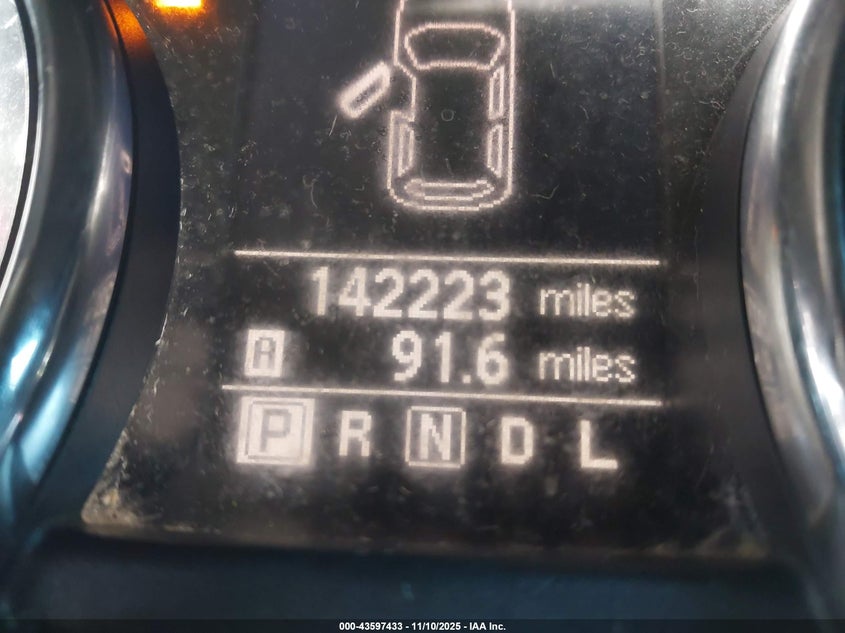 142223 miles
A 91.6 miles
P R N D L
000-43597433 — 11/10/2025 — IAA Inc.